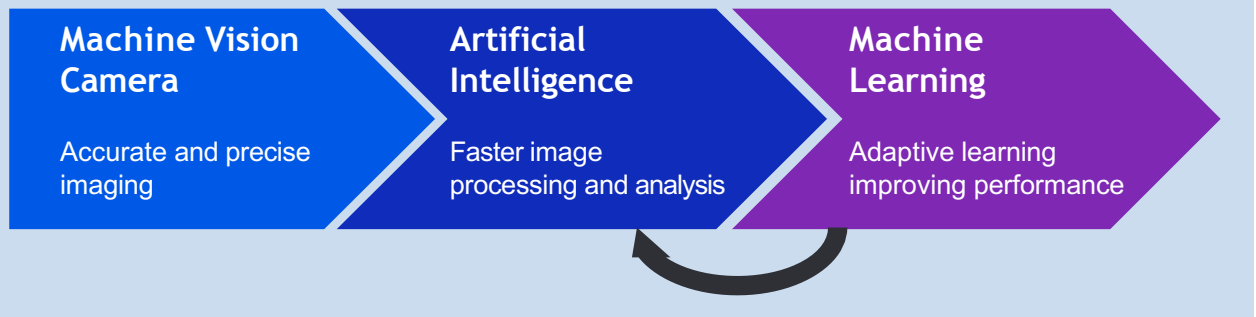 Machine Vision
Camera
Accurate and precise
imaging
Artificial
Intelligence
Faster image
processing and analysis
Machine
Learning
Adaptive learning
improving performance